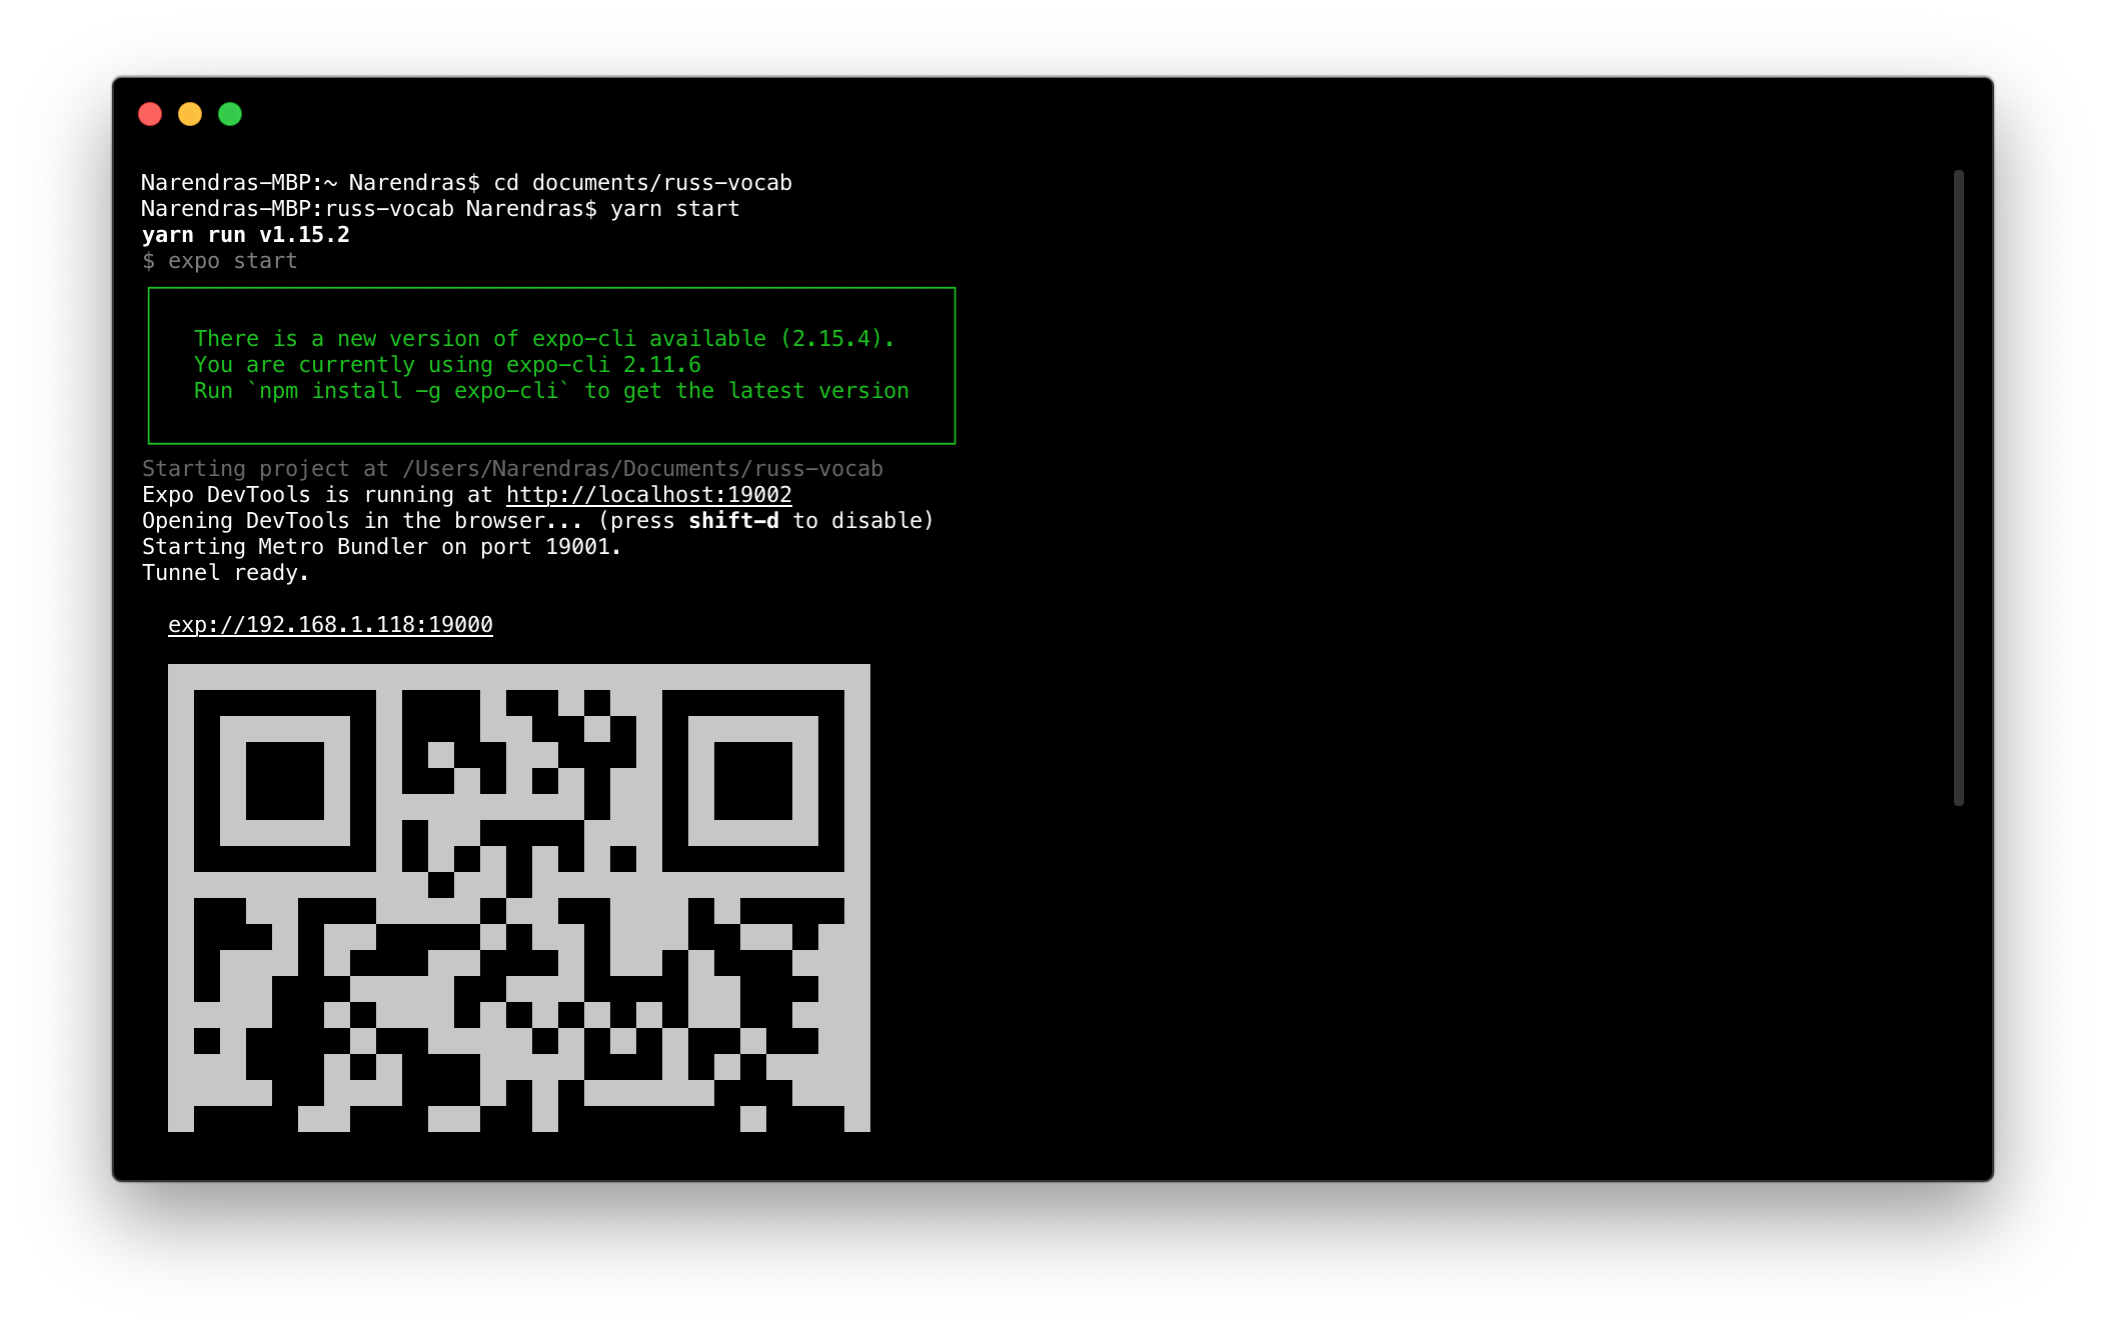 Narendras-MBP:~ Narendras$ cd documents/russ-vocab
Narendras-MBP:russ-vocab Narendras$ yarn start
yarn run v1.15.2
$ expo start
There is a new version of expo-cli available (2.15.4).
You are currently using expo-cli 2.11.6
Run `npm install -g expo-cli` to get the latest version
Starting project at /Users/Narendras/Documents/russ-vocab
Expo DevTools is running at http://localhost:19002
Opening DevTools in the browser... (press shift-d to disable)
Starting Metro Bundler on port 19001.
Tunnel ready.
exp://192.168.1.118:19000